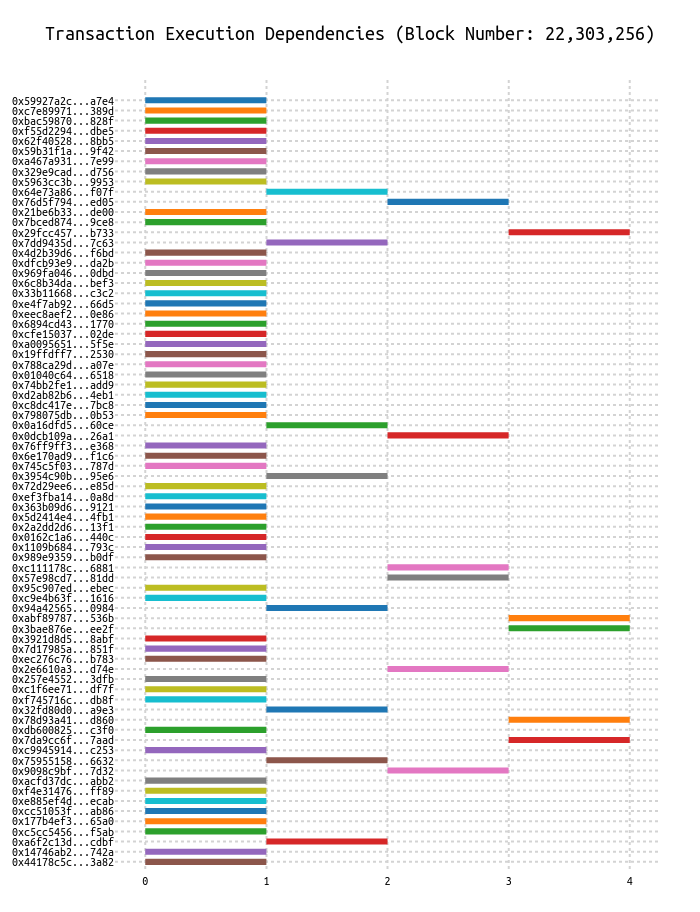 Transaction Execution Dependencies (Block Number: 22,303,256)
0x59927a2c...a7e4
0xc7e89971...389d
0xbac59870...828f
0xf55d2294...dbe5
0x62f40528...8bb5
0x59b31f1a...9f42
0xa467a931...7e99
0x329e9cad...d756
0x5963cc3b...9953
0x64e73a86...f07f
0x76d5f794...ed05
0x21be6b33...de00
0x7bced874...9ce8
0x29fcc457...b733
0x7dd9435d...7c63
0x4d2b39d6...f6bd
0xdfcb93e9...da2b
0x969fa046...0dbd
0x6c8b34da...bef3
0x33b11668...c3c2
0xe4f7ab92...66d5
0xeec8aef2...0e86
0x6894cd43...1770
0xcfe15037...02de
0xa0095651...5f5e
0x19ffdff7...2530
0x788ca29d...a07e
0x01040c64...6518
0x74bb2fe1...add9
0xd2ab82b6...4eb1
0xc8dc417e...7bc8
0x798075db...0b53
0x0a16dfd5...60ce
0x0dcb109a...26a1
0x76ff9ff3...e368
0x6e170ad9...f1c6
0x745c5f03...787d
0x3954c90b...95e6
0x72d29ee6...e85d
0xef3fba14...0a8d
0x363b09d6...9121
0x5d2414e4...4fb1
0x2a2dd2d6...13f1
0x0162c1a6...440c
0x1109b684...793c
0x989e9359...b0df
0xc111178c...6881
0x57e98cd7...81dd
0x95c907ed...ebec
0xc9e4b63f...1616
0x94a42565...0984
0xabf89787...536b
0x3bae876e...ee2f
0x3921d8d5...8abf
0x7d17985a...851f
0xec276c76...b783
0x2e6610a3...d74e
0x257e4552...3dfb
0xc1f6ee71...df7f
0xf745716c...db8f
0x32fd80d0...a9e3
0x78d93a41...d860
0xdb600825...c3f0
0x7da9cc6f...7aad
0xc9945914...c253
0x75955158...6632
0x9098c9bf...7d32
0xacfd37dc...abb2
0xf4e31476...ff89
0xe885ef4d...ecab
0xcc51053f...ab86
0x177b4ef3...65a0
0xc5cc5456...f5ab
0xa6f2c13d...cdbf
0x14746ab2...742a
0x44178c5c...3a82
0 1 2 3 4